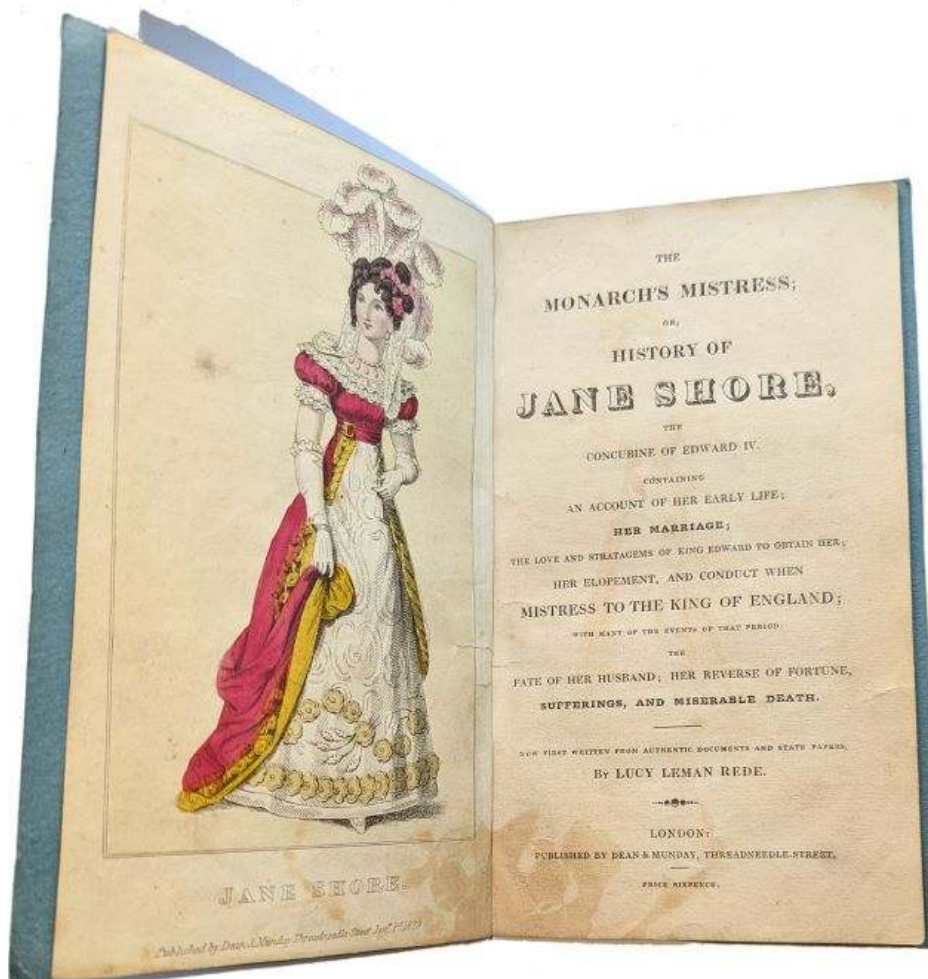 JANE SHORE.
Published by Dean & Munday Threadneedle Street
THE
MONARCH'S MISTRESS;
OR,
HISTORY OF
JANE SHORE,
THE
CONCUBINE OF EDWARD IV.
CONTAINING
AN ACCOUNT OF HER EARLY LIFE;
HER MARRIAGE;
THE LOVE AND STRATAGEMS OF KING EDWARD TO OBTAIN HER;
HER ELOPEMENT, AND CONDUCT WHEN
MISTRESS TO THE KING OF ENGLAND;
WITH MANY OF THE EVENTS OF THAT PERIOD
THE
FATE OF HER HUSBAND; HER REVERSE OF FORTUNE,
SUFFERINGS, AND MISERABLE DEATH.
NOW FIRST WRITTEN FROM AUTHENTIC DOCUMENTS AND STATE PAPERS,
BY LUCY LEMAN REDE.
LONDON:
PUBLISHED BY DEAN & MUNDAY, THREADNEEDLE-STREET,
PRICE SIXPENCE.